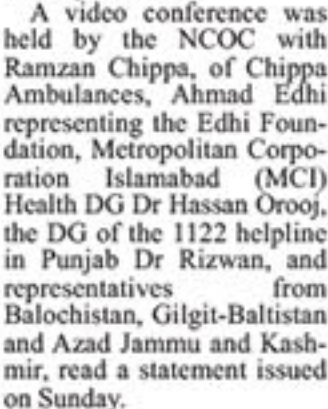 A video conference was
held by the NCOC with
Ramzan Chippa, of Chippa
Ambulances, Ahmad Edhi
representing the Edhi Foun-
dation, Metropolitan Corpo-
ration Islamabad (MCI)
Health DG Dr Hassan Orooj,
the DG of the 1122 helpline
in Punjab Dr Rizwan, and
representatives from
Balochistan, Gilgit-Baltistan
and Azad Jammu and Kash-
mir, read a statement issued
on Sunday.